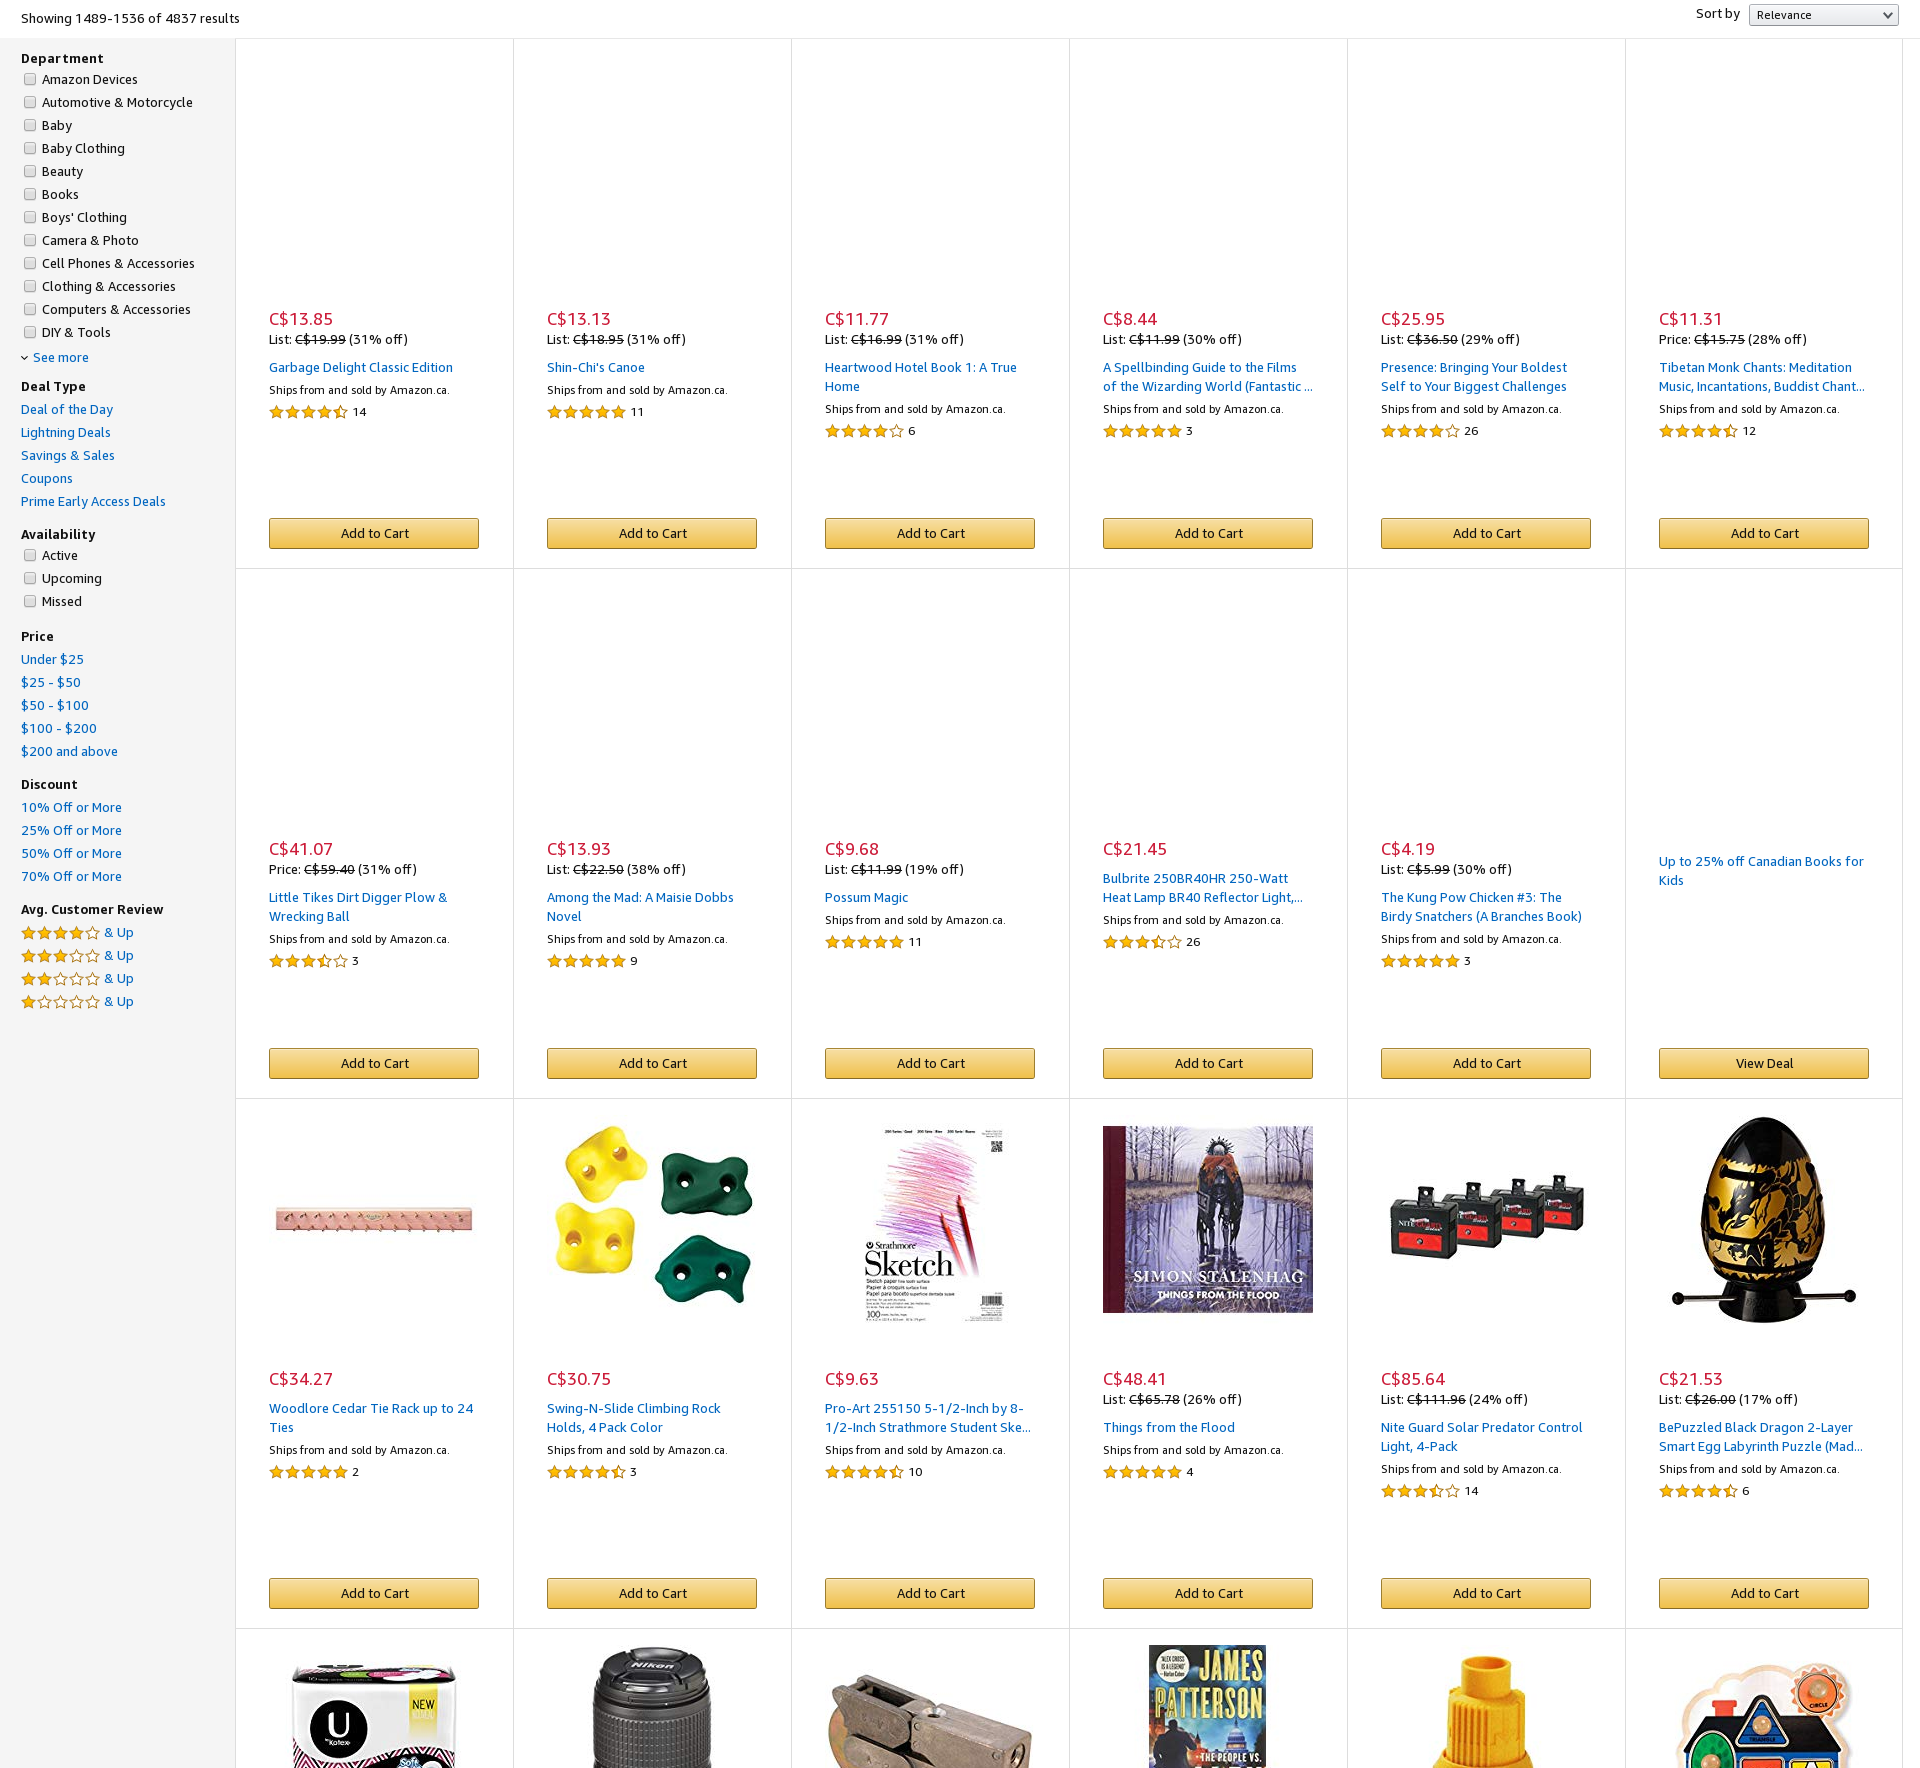 Showing 1489-1536 of 4837 results
Sort by
Relevance
Department
Amazon Devices
Automotive & Motorcycle
Baby
Baby Clothing
Beauty
Books
Boys' Clothing
Camera & Photo
Cell Phones & Accessories
Clothing & Accessories
Computers & Accessories
DIY & Tools
See more
Deal Type
Deal of the Day
Lightning Deals
Savings & Sales
Coupons
Prime Early Access Deals
Availability
Active
Upcoming
Missed
Price
Under $25
$25 - $50
$50 - $100
$100 - $200
$200 and above
Discount
10% Off or More
25% Off or More
50% Off or More
70% Off or More
Avg. Customer Review
& Up
& Up
& Up
& Up
C$13.85
List: C$19.99 (31% off)
Garbage Delight Classic Edition
Ships from and sold by Amazon.ca.
14
Add to Cart
C$13.13
List: C$18.95 (31% off)
Shin-Chi's Canoe
Ships from and sold by Amazon.ca.
11
Add to Cart
C$11.77
List: C$16.99 (31% off)
Heartwood Hotel Book 1: A True
Home
Ships from and sold by Amazon.ca.
6
Add to Cart
C$8.44
List: C$11.99 (30% off)
A Spellbinding Guide to the Films
of the Wizarding World (Fantastic ...
Ships from and sold by Amazon.ca.
3
Add to Cart
C$25.95
List: C$36.50 (29% off)
Presence: Bringing Your Boldest
Self to Your Biggest Challenges
Ships from and sold by Amazon.ca.
26
Add to Cart
C$11.31
Price: C$15.75 (28% off)
Tibetan Monk Chants: Meditation
Music, Incantations, Buddist Chant...
Ships from and sold by Amazon.ca.
12
Add to Cart
C$41.07
Price: C$59.40 (31% off)
Little Tikes Dirt Digger Plow &
Wrecking Ball
Ships from and sold by Amazon.ca.
3
Add to Cart
C$13.93
List: C$22.50 (38% off)
Among the Mad: A Maisie Dobbs
Novel
Ships from and sold by Amazon.ca.
9
Add to Cart
C$9.68
List: C$11.99 (19% off)
Possum Magic
Ships from and sold by Amazon.ca.
11
Add to Cart
C$21.45
Bulbrite 250BR40HR 250-Watt
Heat Lamp BR40 Reflector Light,...
Ships from and sold by Amazon.ca.
26
Add to Cart
C$4.19
List: C$5.99 (30% off)
The Kung Pow Chicken #3: The
Birdy Snatchers (A Branches Book)
Ships from and sold by Amazon.ca.
3
Add to Cart
Up to 25% off Canadian Books for
Kids
View Deal
C$34.27
Woodlore Cedar Tie Rack up to 24
Ties
Ships from and sold by Amazon.ca.
2
Add to Cart
C$30.75
Swing-N-Slide Climbing Rock
Holds, 4 Pack Color
Ships from and sold by Amazon.ca.
3
Add to Cart
Strathmore
Sketch
100
C$9.63
Pro-Art 255150 5-1/2-Inch by 8-
1/2-Inch Strathmore Student Ske...
Ships from and sold by Amazon.ca.
10
Add to Cart
SIMON STÅLENHAG
THINGS FROM THE FLOOD
C$48.41
List: C$65.78 (26% off)
Things from the Flood
Ships from and sold by Amazon.ca.
4
Add to Cart
C$85.64
List: C$111.96 (24% off)
Nite Guard Solar Predator Control
Light, 4-Pack
Ships from and sold by Amazon.ca.
14
Add to Cart
C$21.53
List: C$26.00 (17% off)
BePuzzled Black Dragon 2-Layer
Smart Egg Labyrinth Puzzle (Mad...
Ships from and sold by Amazon.ca.
6
Add to Cart
NEW
U
by Kotex
Soft
Nikon
"ALEX CROSS
IS A LEGEND"
JAMES
PATTERSON
THE PEOPLE VS.
CIRCLE
TRIANGLE